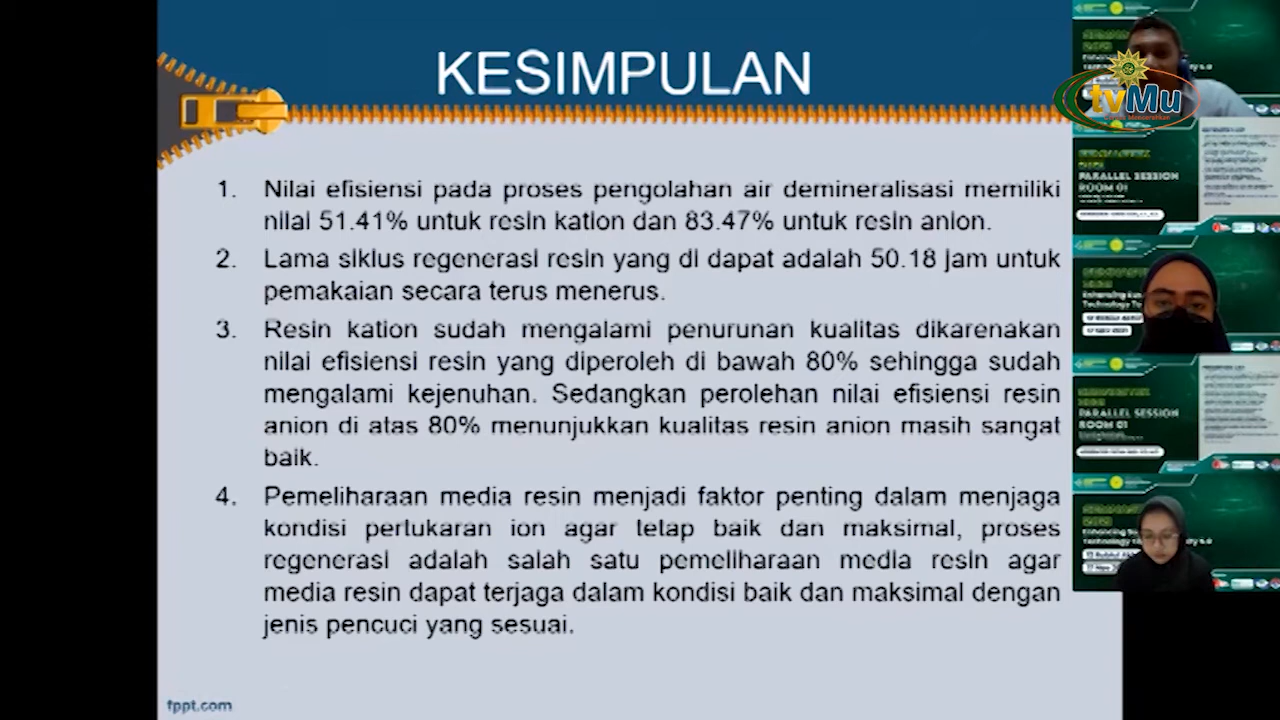 KESIMPULAN
1. Nilai efisiensi pada proses pengolahan air demineralisasi memiliki
nilai 51.41% untuk resin kation dan 83.47% untuk resin anion.
2. Lama siklus regenerasi resin yang di dapat adalah 50.18 jam untuk
pemakaian secara terus menerus.
3. Resin kation sudah mengalami penurunan kualitas dikarenakan
nilai efisiensi resin yang diperoleh di bawah 80% sehingga sudah
mengalami kejenuhan. Sedangkan perolehan nilai efisiensi resin
anion di atas 80% menunjukkan kualitas resin anion masih sangat
baik.
4. Pemeliharaan media resin menjadi faktor penting dalam menjaga
kondisi pertukaran ion agar tetap baik dan maksimal, proses
regenerasi adalah salah satu pemeliharaan media resin agar
media resin dapat terjaga dalam kondisi baik dan maksimal dengan
jenis pencuci yang sesuai.
fppt.com
tvMu
PARALLEL SESSION
ROOM 01
PARALLEL SESSION
ROOM 01